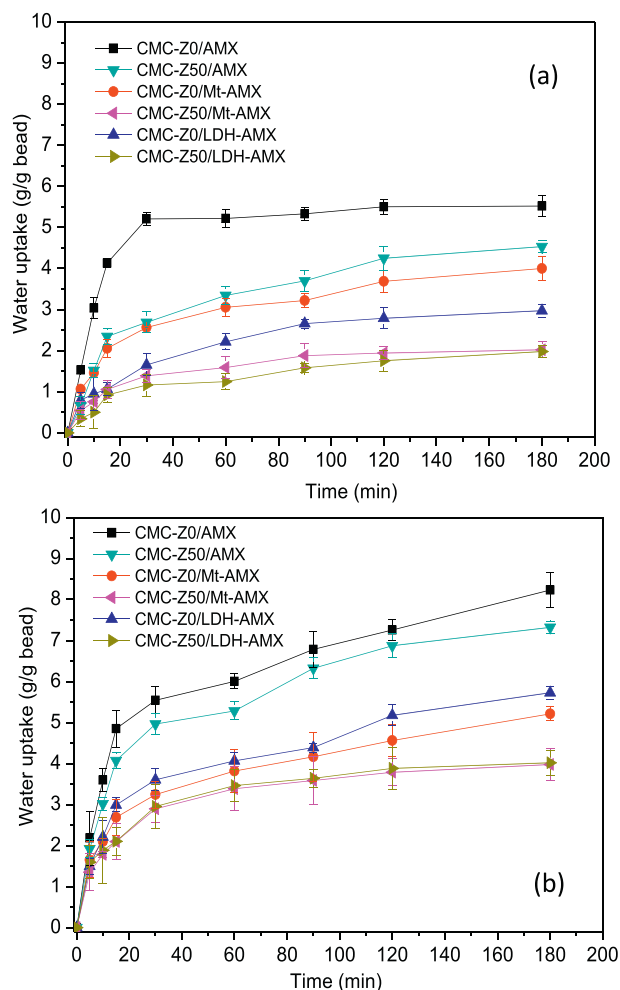 10
9
8
7
6
5
4
3
2
1
0
Water uptake (g/g bead)
CMC-Z0/AMX
CMC-Z50/AMX
CMC-Z0/Mt-AMX
CMC-Z50/Mt-AMX
CMC-Z0/LDH-AMX
CMC-Z50/LDH-AMX
(a)
0 20 40 60 80 100 120 140 160 180 200
Time (min)
10
9
8
7
6
5
4
3
2
1
0
Water uptake (g/g bead)
CMC-Z0/AMX
CMC-Z50/AMX
CMC-Z0/Mt-AMX
CMC-Z50/Mt-AMX
CMC-Z0/LDH-AMX
CMC-Z50/LDH-AMX
(b)
0 20 40 60 80 100 120 140 160 180 200
Time (min)